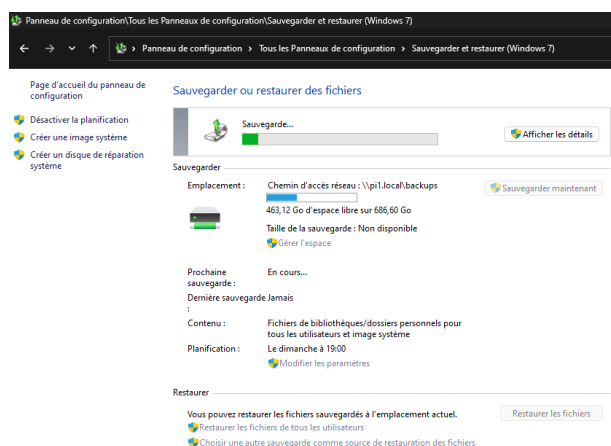 Panneau de configuration\Tous les Panneaux de configuration\Sauvegarder et restaurer (Windows 7)
Panneau de configuration > Tous les Panneaux de configuration > Sauvegarder et restaurer (Windows 7)
Page d'accueil du panneau de
configuration
Désactiver la planification
Créer une image système
Créer un disque de réparation
système
Sauvegarder ou restaurer des fichiers
Sauvegarde...
Afficher les détails
Sauvegarder
Emplacement : Chemin d'accès réseau : \\pi1.local\backups
Sauvegarder maintenant
463,12 Go d'espace libre sur 686,60 Go
Taille de la sauvegarde : Non disponible
Gérer l'espace
Prochaine
sauvegarde : En cours...
Dernière sauvegarde Jamais
:
Contenu : Fichiers de bibliothèques/dossiers personnels pour
tous les utilisateurs et image système
Planification : Le dimanche à 19:00
Modifier les paramètres
Restaurer
Vous pouvez restaurer les fichiers sauvegardés à l'emplacement actuel.
Restaurer les fichiers
Restaurer les fichiers de tous les utilisateurs
Choisir une autre sauvegarde comme source de restauration des fichiers